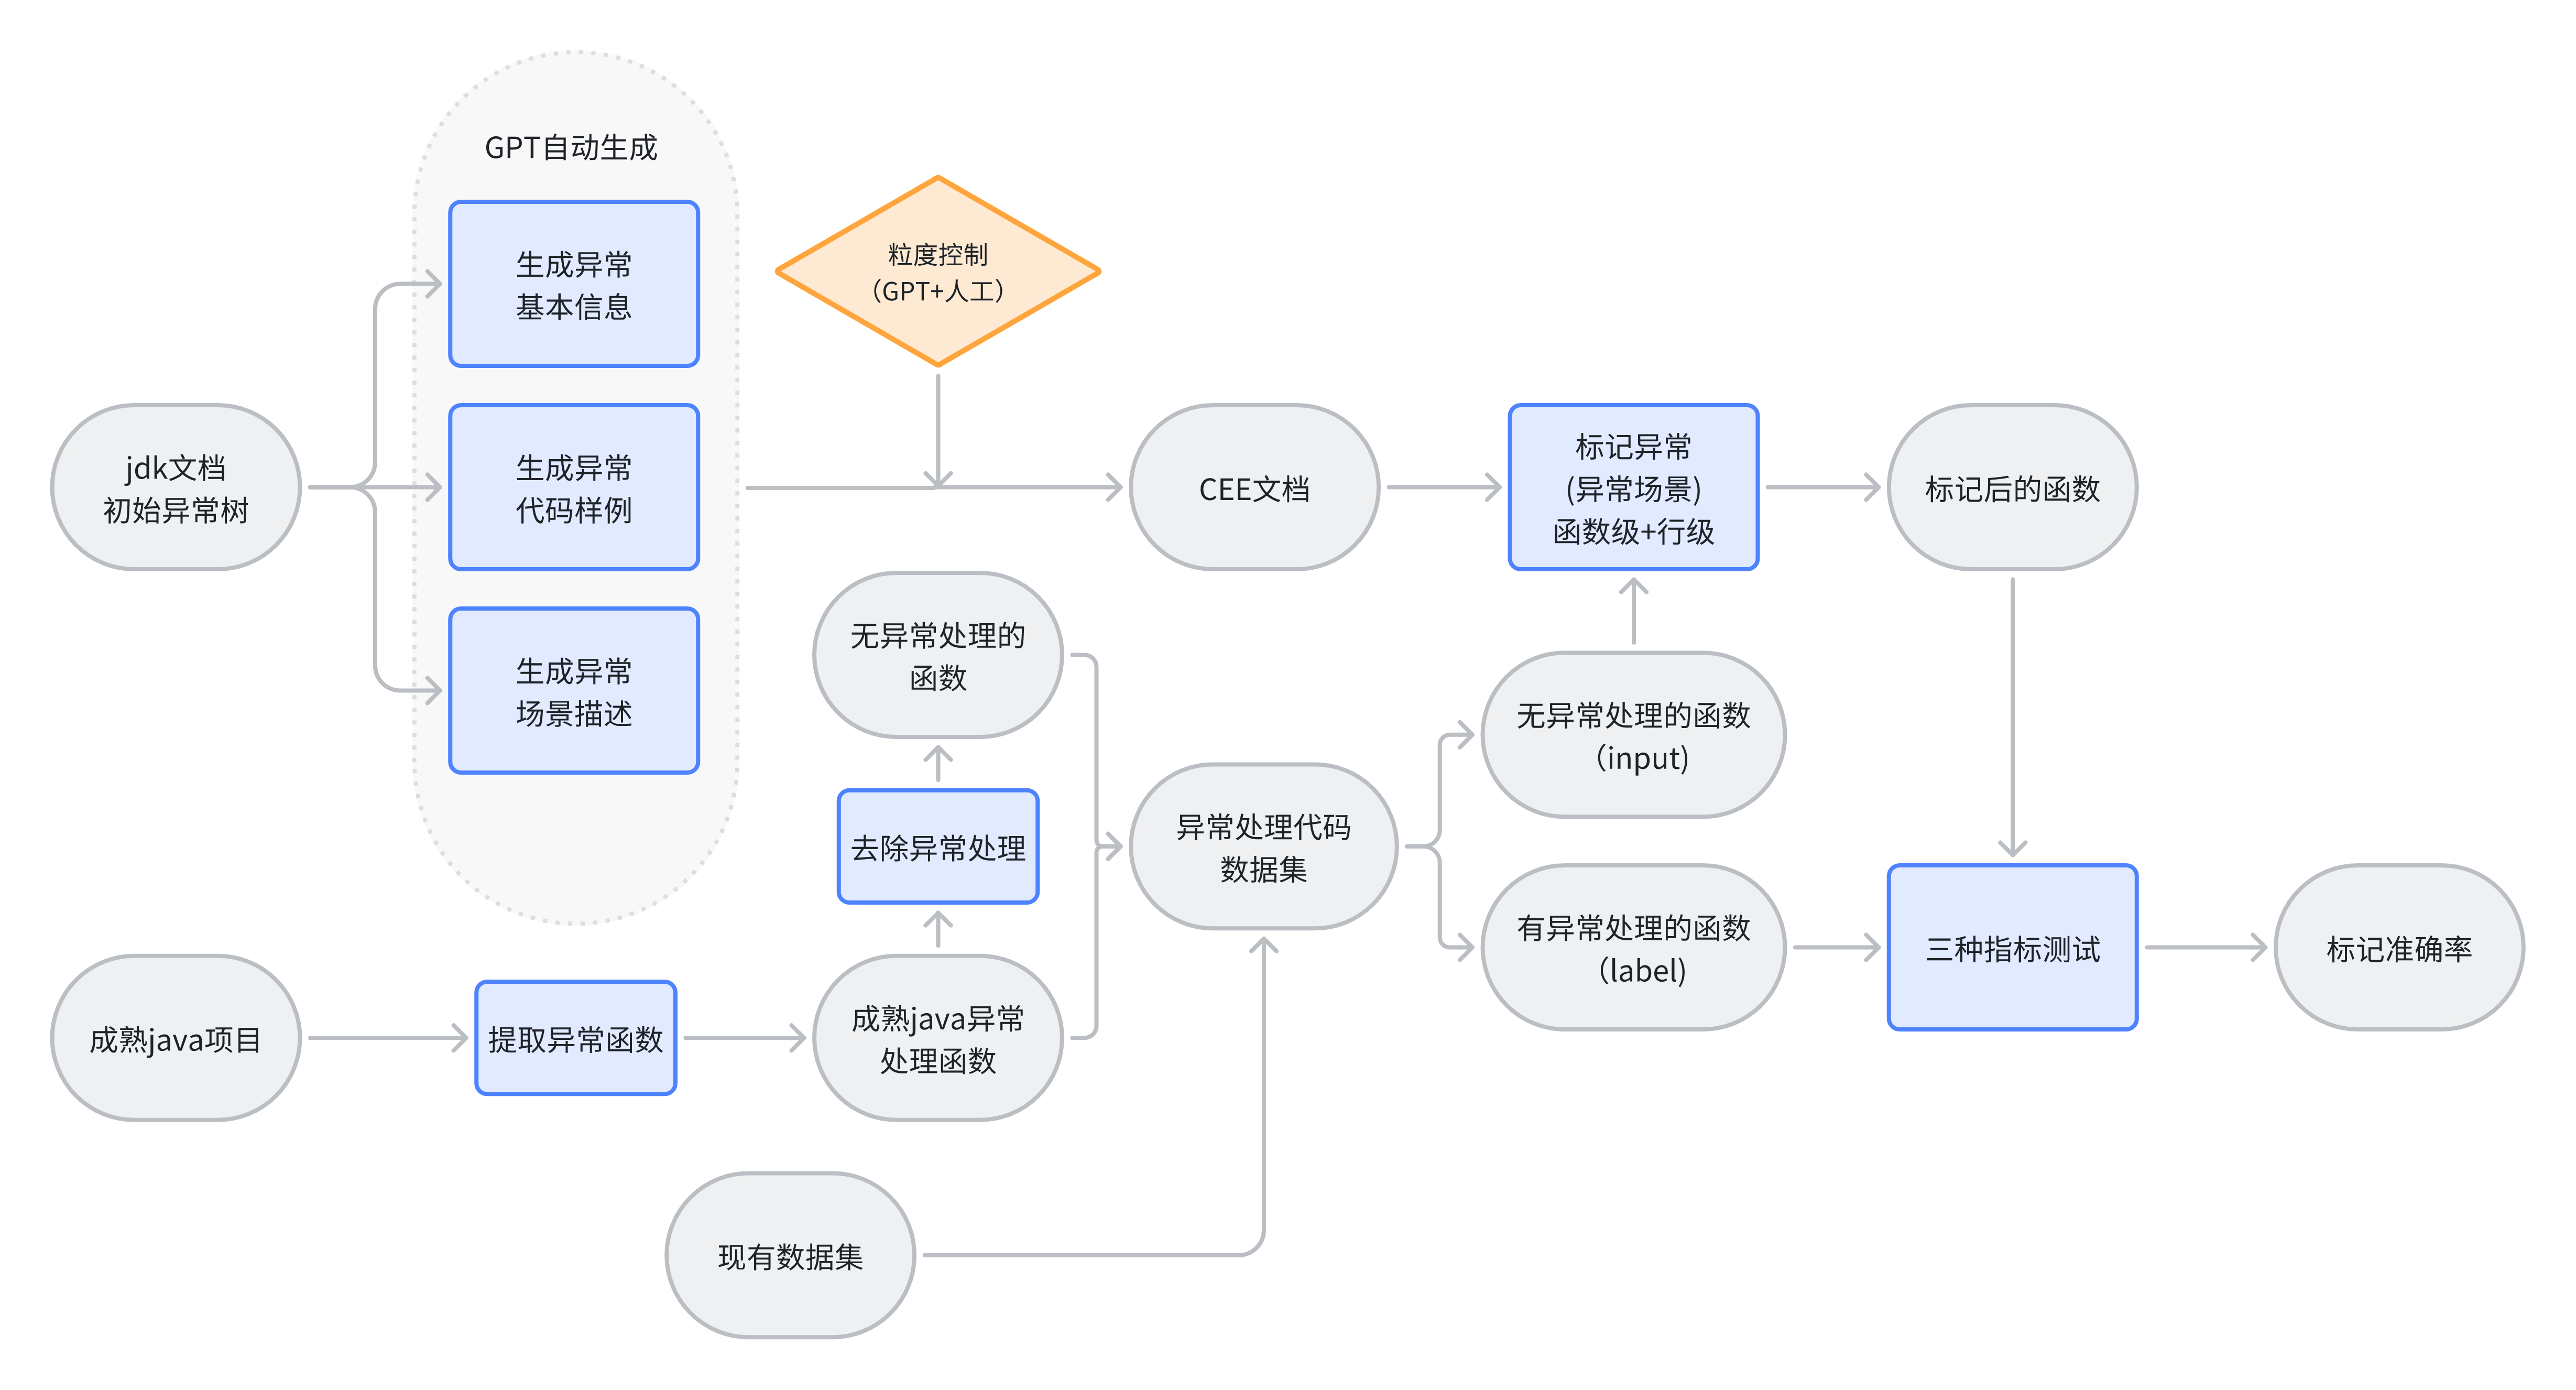 GPT自动生成
生成异常
基本信息
粒度控制
（GPT+人工）
jdk文档
初始异常树
生成异常
代码样例
CEE文档
标记异常
(异常场景)
函数级+行级
标记后的函数
生成异常
场景描述
无异常处理的
函数
无异常处理的函数
（input)
去除异常处理
异常处理代码
数据集
有异常处理的函数
（label)
三种指标测试
标记准确率
成熟java项目
提取异常函数
成熟java异常
处理函数
现有数据集